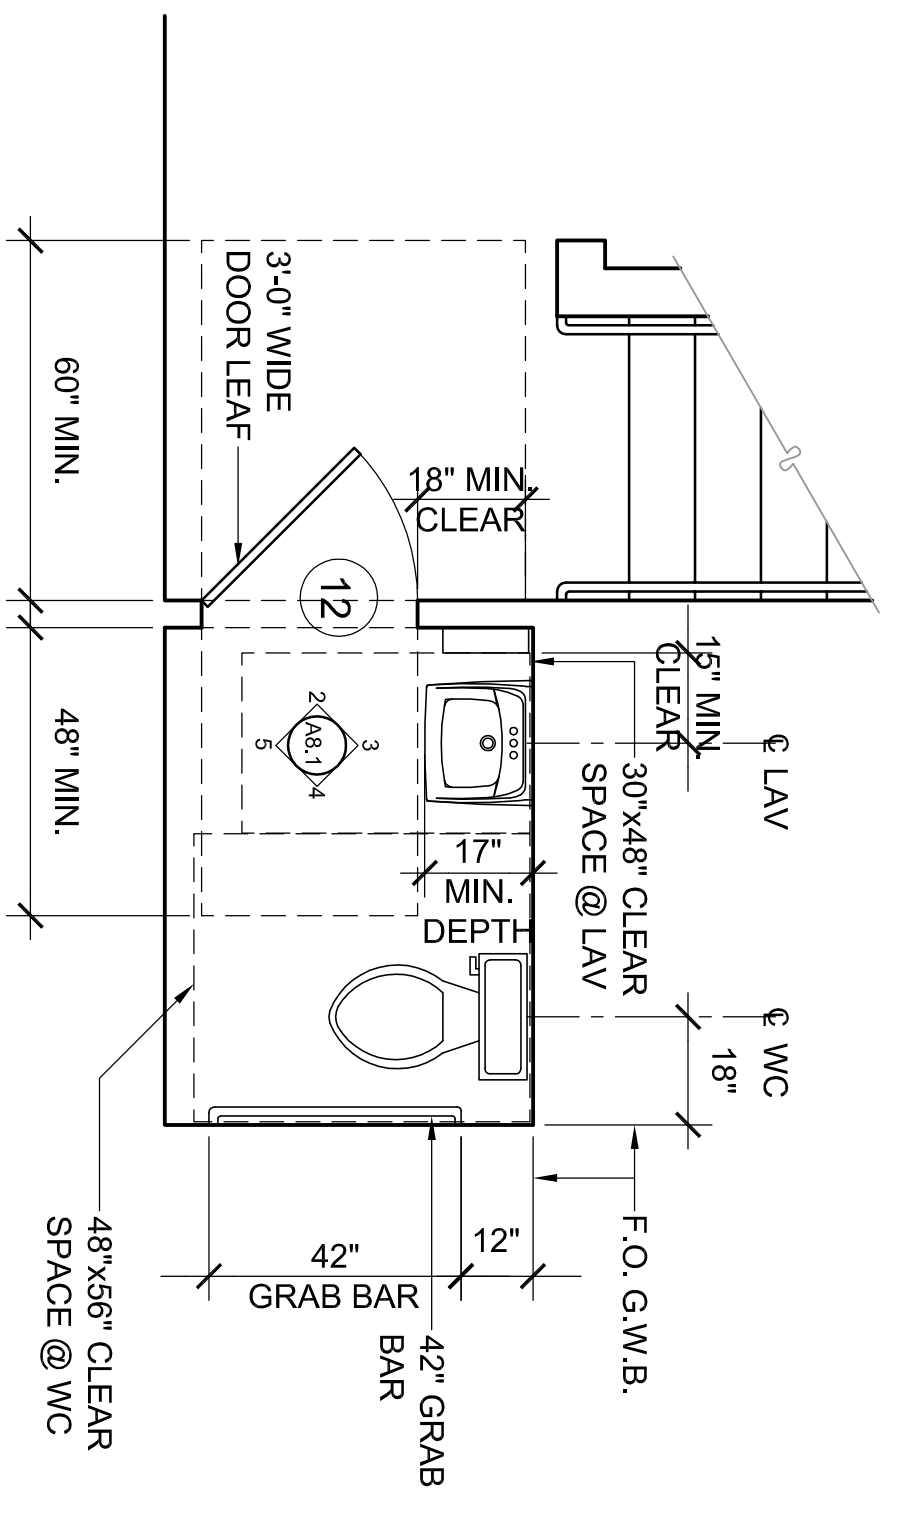 3'-0" WIDE
DOOR LEAF
60" MIN.
18" MIN.
CLEAR
12
48" MIN.
2
3
A8.1
5
4
15" MIN.
CLEAR
℄ LAV
30"x48" CLEAR
SPACE @ LAV
17"
MIN.
DEPTH
℄ WC
18"
F.O. G.W.B.
12"
42"
GRAB BAR
42" GRAB
BAR
48"x56" CLEAR
SPACE @ WC